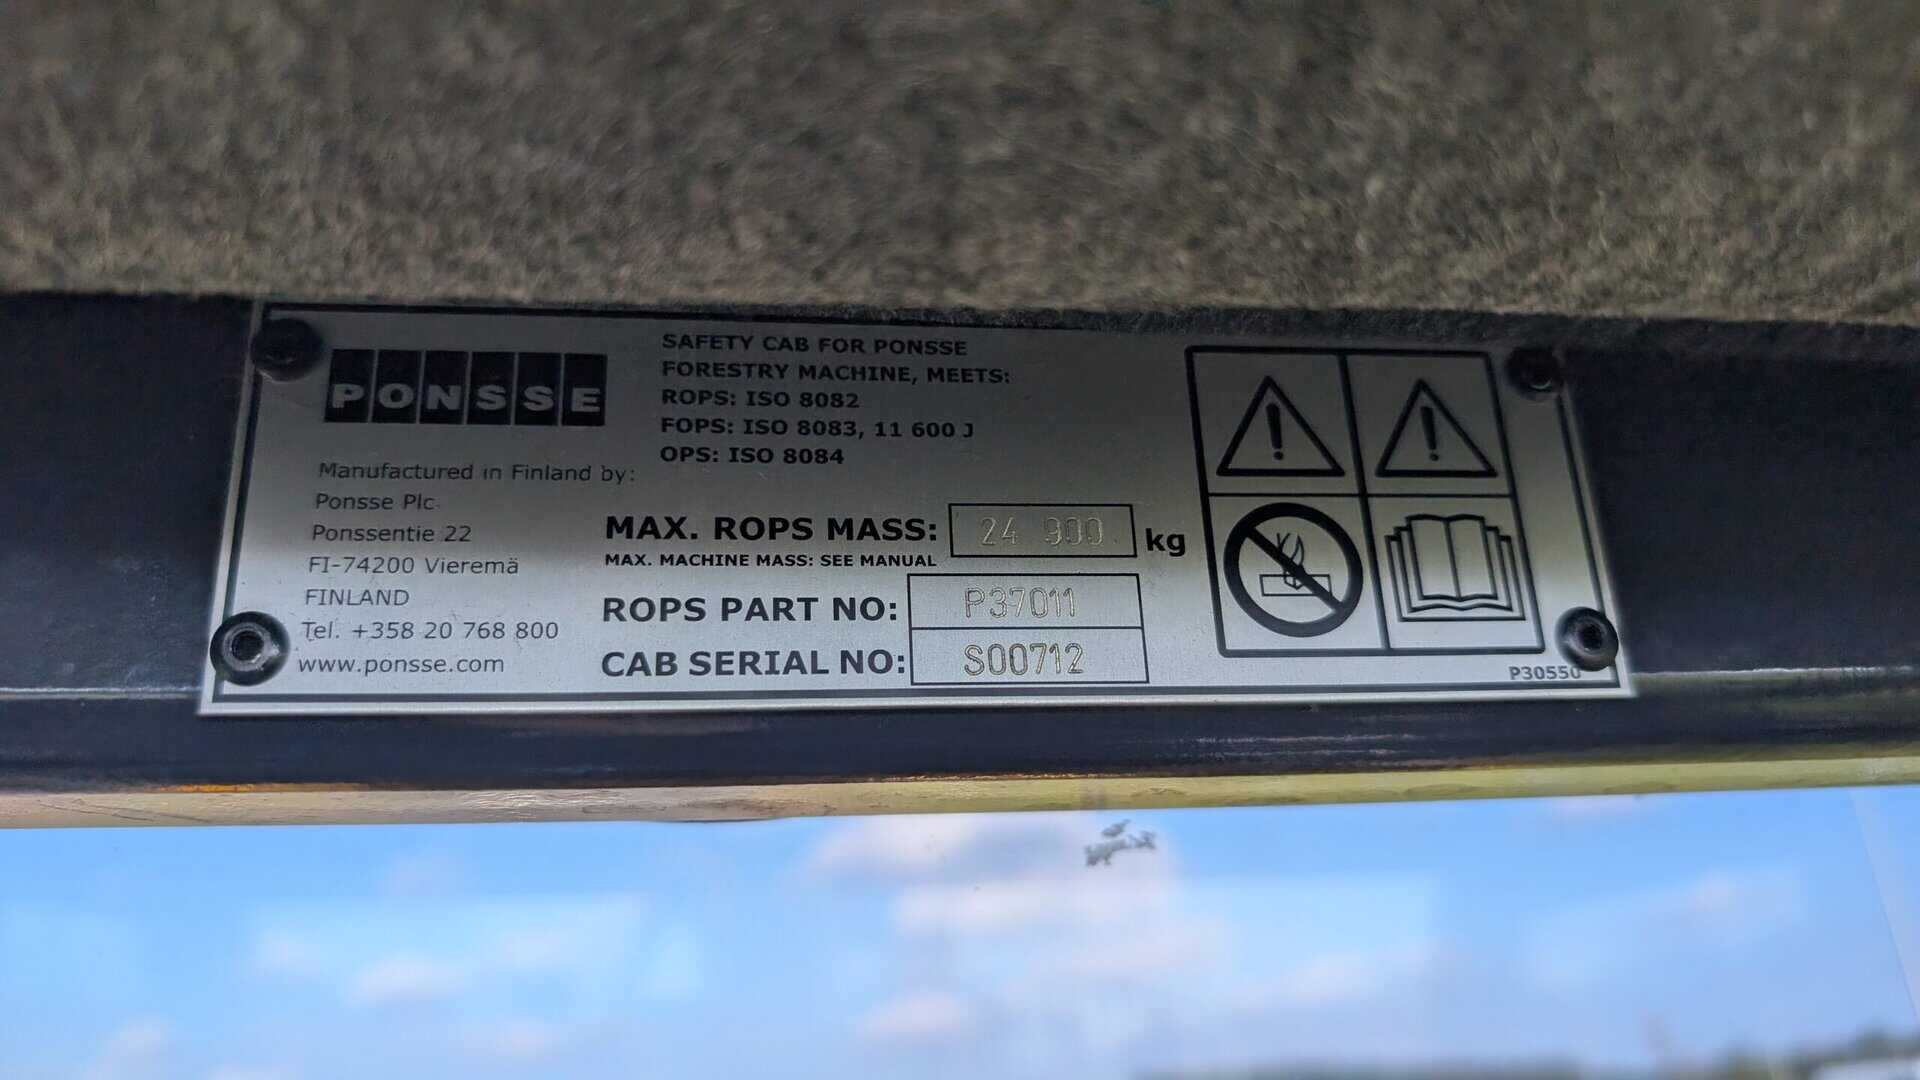 PONSSE
Manufactured in Finland by:
Ponsse Plc
Ponssentie 22
FI-74200 Vieremä
FINLAND
Tel. +358 20 768 800
www.ponsse.com
SAFETY CAB FOR PONSSE
FORESTRY MACHINE, MEETS:
ROPS: ISO 8082
FOPS: ISO 8083, 11 600 J
OPS: ISO 8084
MAX. ROPS MASS: 24 900 kg
MAX. MACHINE MASS: SEE MANUAL
ROPS PART NO: P37011
CAB SERIAL NO: S00712
P30550